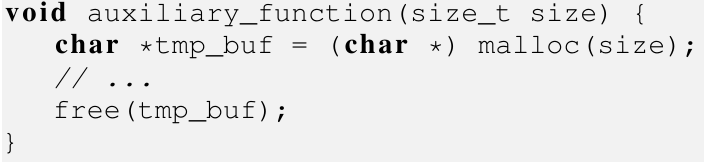 void auxiliary_function(size_t size) {
    char *tmp_buf = (char *) malloc(size);
    // ...
    free(tmp_buf);
}